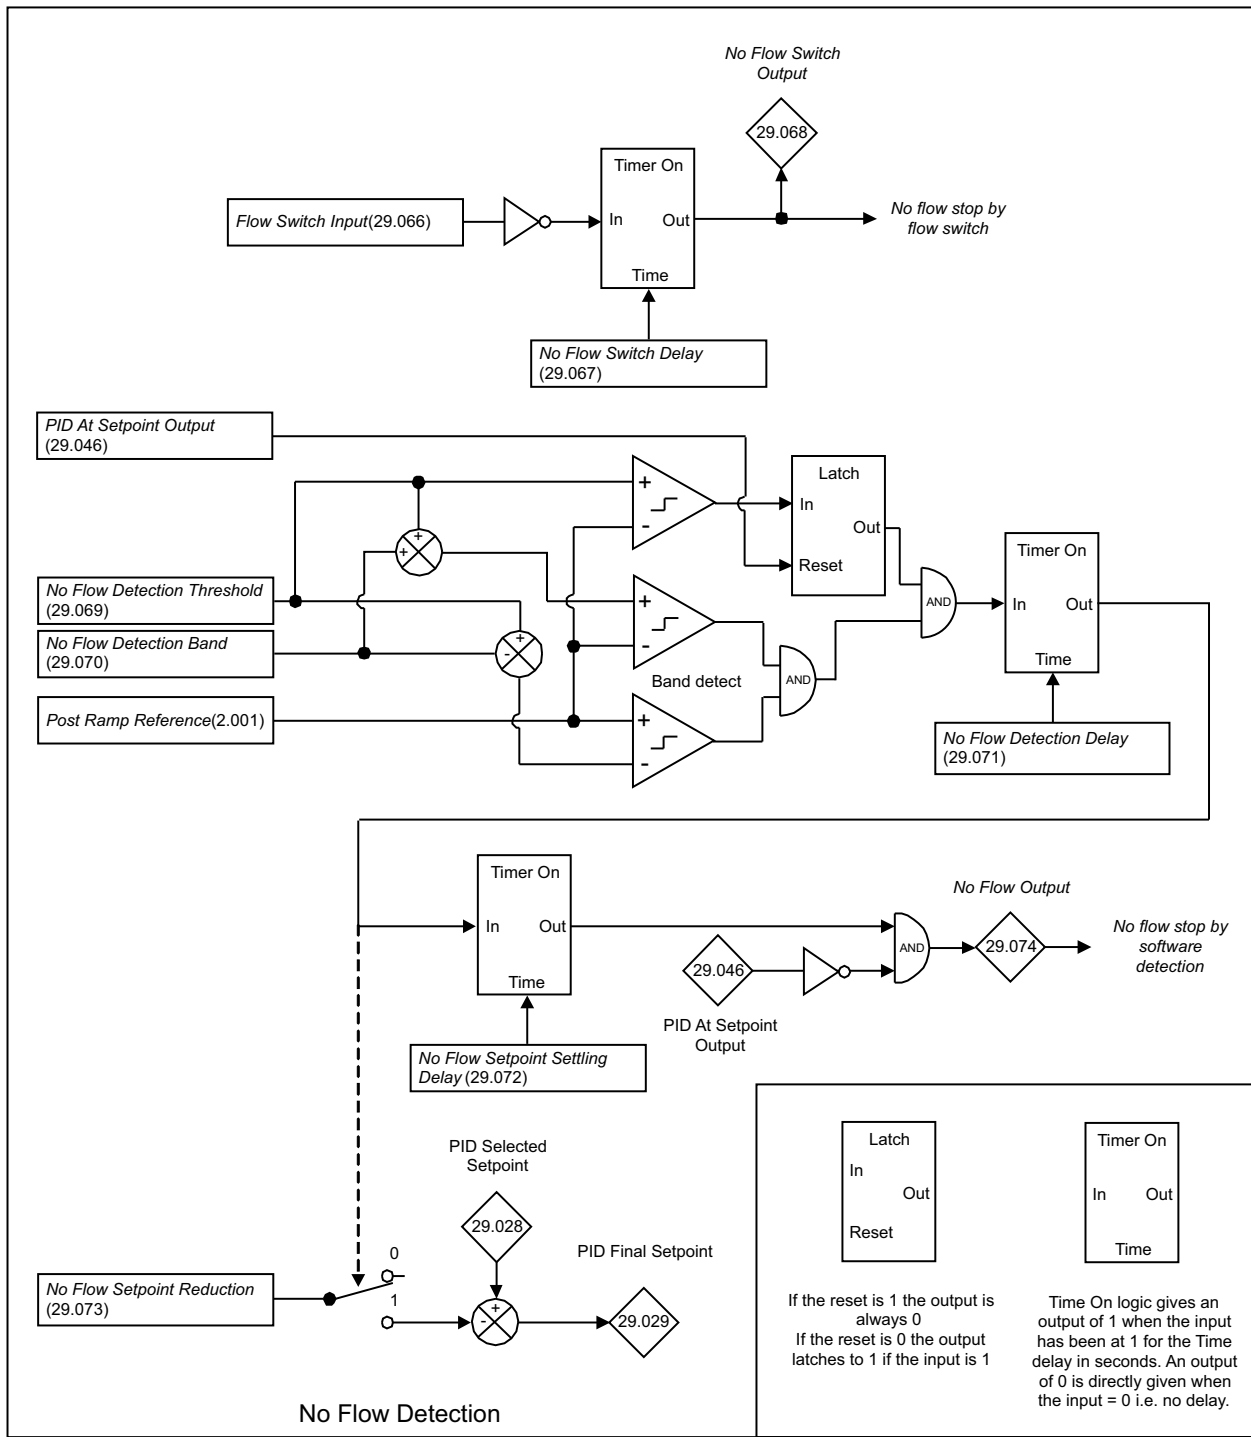 No Flow Switch
Output
29.068
Timer On
Flow Switch Input(29.066)
In
Out
No flow stop by
flow switch
Time
No Flow Switch Delay
(29.067)
PID At Setpoint Output
(29.046)
+
-
Latch
In
Out
Reset
+
+
Timer On
No Flow Detection Threshold
(29.069)
+
-
AND
In
Out
No Flow Detection Band
(29.070)
+
-
Band detect
AND
Time
Post Ramp Reference(2.001)
+
-
No Flow Detection Delay
(29.071)
Timer On
In
Out
Time
No Flow Output
AND
29.074
No flow stop by
software
detection
29.046
PID At Setpoint
Output
No Flow Setpoint Settling
Delay (29.072)
PID Selected
Setpoint
29.028
PID Final Setpoint
No Flow Setpoint Reduction
(29.073)
0
1
+
-
29.029
Latch
In
Out
Reset
Timer On
In
Out
Time
If the reset is 1 the output is
always 0
If the reset is 0 the output
latches to 1 if the input is 1
Time On logic gives an
output of 1 when the input
has been at 1 for the Time
delay in seconds. An output
of 0 is directly given when
the input = 0 i.e. no delay.
No Flow Detection